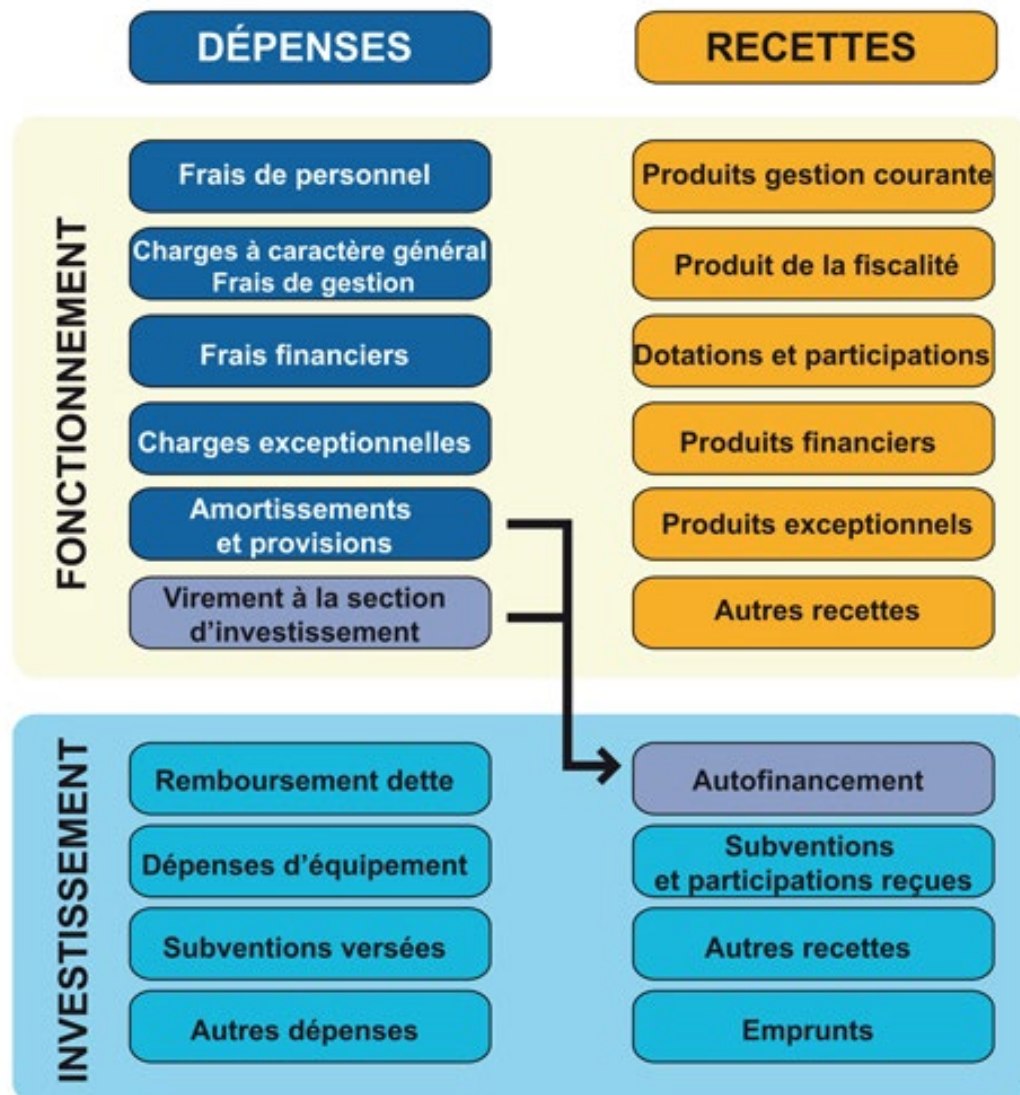 DÉPENSES
RECETTES
FONCTIONNEMENT
Frais de personnel
Produits gestion courante
Charges à caractère général
Frais de gestion
Produit de la fiscalité
Frais financiers
Dotations et participations
Charges exceptionnelles
Produits financiers
Amortissements
et provisions
Produits exceptionnels
Virement à la section
d'investissement
Autres recettes
INVESTISSEMENT
Remboursement dette
Autofinancement
Dépenses d'équipement
Subventions
et participations reçues
Subventions versées
Autres recettes
Autres dépenses
Emprunts